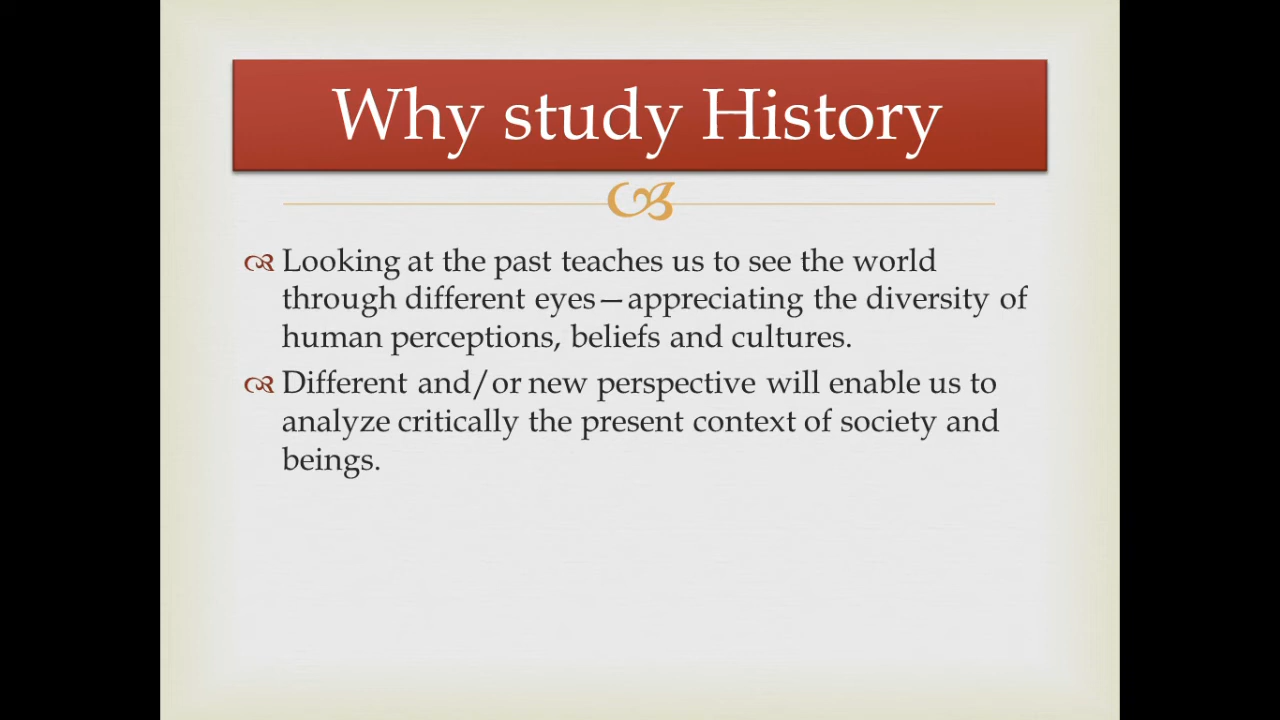 Why study History
Looking at the past teaches us to see the world
through different eyes—appreciating the diversity of
human perceptions, beliefs and cultures.
Different and/or new perspective will enable us to
analyze critically the present context of society and
beings.